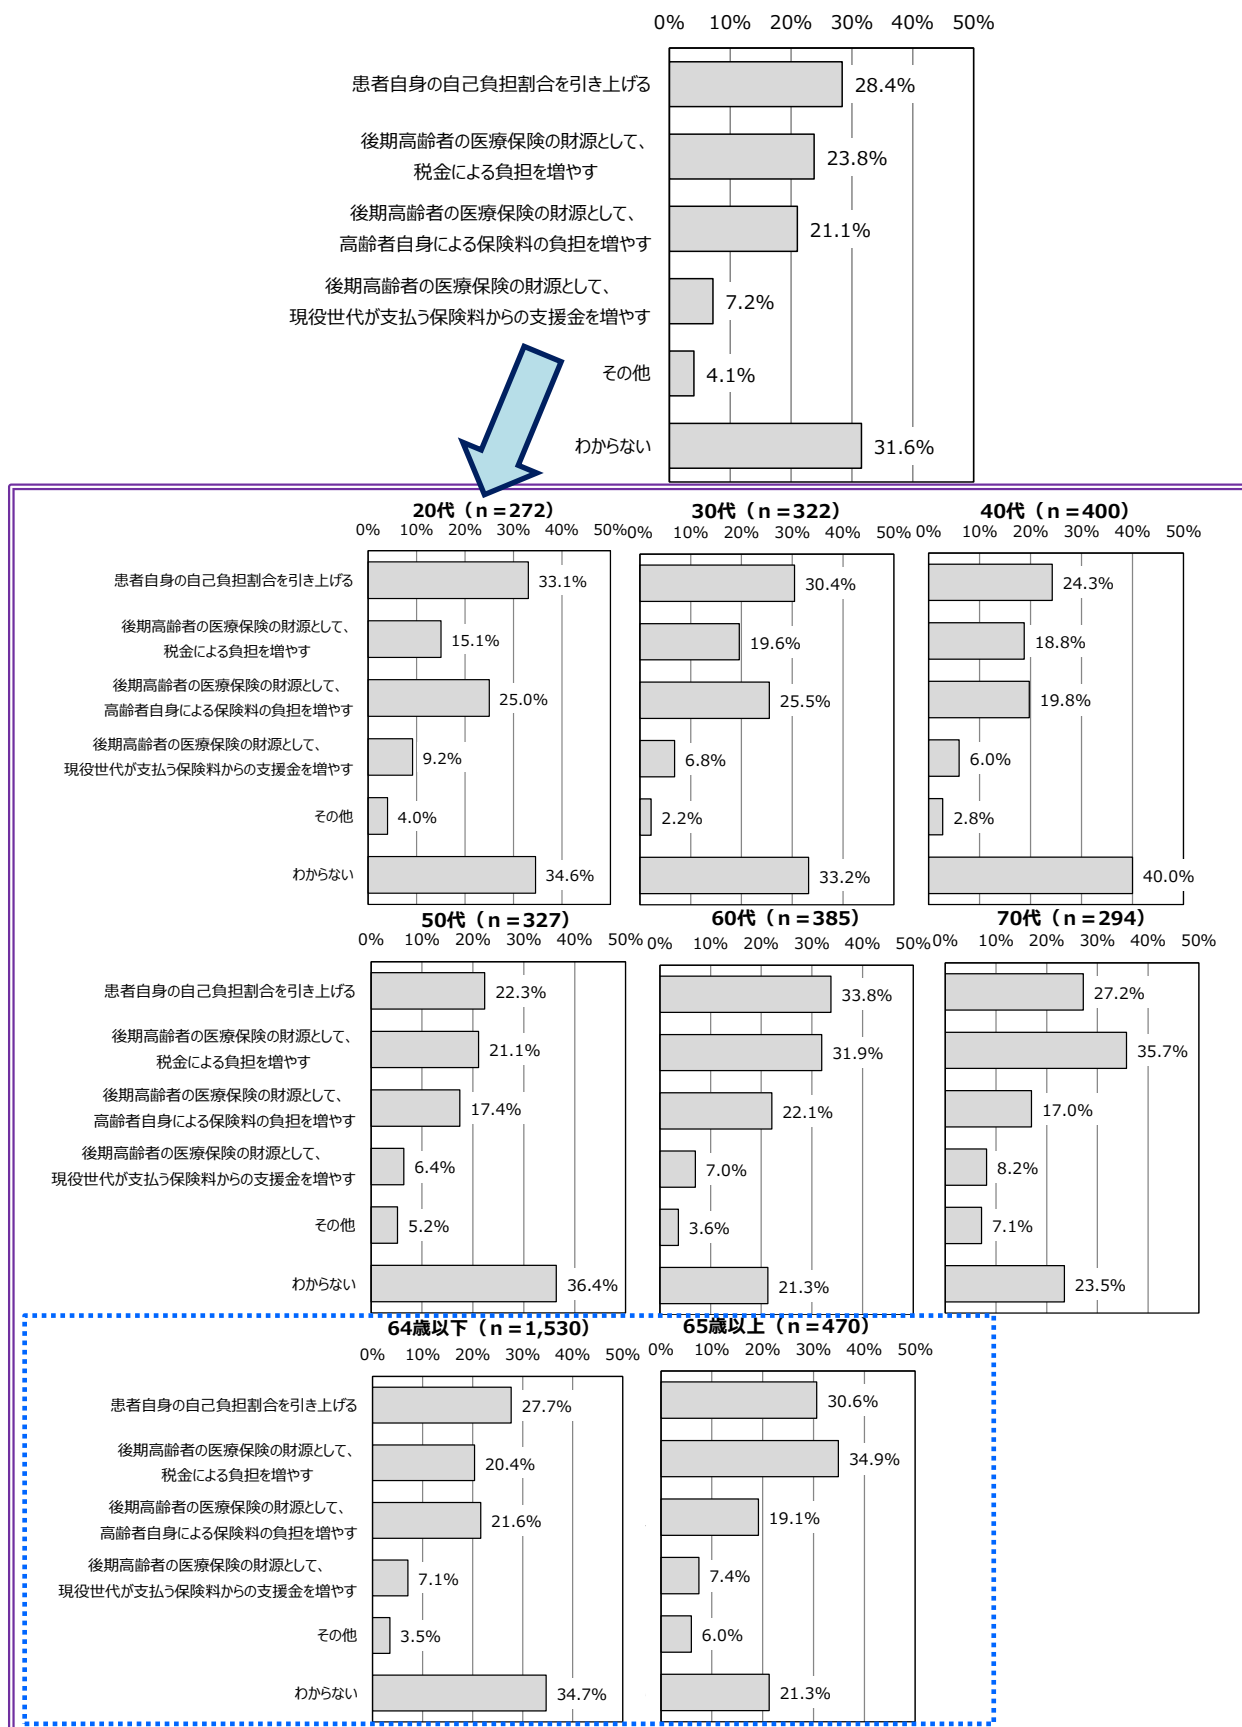 0% 10% 20% 30% 40% 50%
患者自身の自己負担割合を引き上げる 28.4%
後期高齢者の医療保険の財源として、
税金による負担を増やす 23.8%
後期高齢者の医療保険の財源として、
高齢者自身による保険料の負担を増やす 21.1%
後期高齢者の医療保険の財源として、
現役世代が支払う保険料からの支援金を増やす 7.2%
その他 4.1%
わからない 31.6%
20代（n=272） 30代（n=322） 40代（n=400）
0% 10% 20% 30% 40% 50% 0% 10% 20% 30% 40% 50% 0% 10% 20% 30% 40% 50%
患者自身の自己負担割合を引き上げる 33.1% 30.4% 24.3%
後期高齢者の医療保険の財源として、
税金による負担を増やす 15.1% 19.6% 18.8%
後期高齢者の医療保険の財源として、
高齢者自身による保険料の負担を増やす 25.0% 25.5% 19.8%
後期高齢者の医療保険の財源として、
現役世代が支払う保険料からの支援金を増やす 9.2% 6.8% 6.0%
その他 4.0% 2.2% 2.8%
わからない 34.6% 33.2% 40.0%
50代（n=327） 60代（n=385） 70代（n=294）
0% 10% 20% 30% 40% 50% 0% 10% 20% 30% 40% 50% 0% 10% 20% 30% 40% 50%
患者自身の自己負担割合を引き上げる 22.3% 33.8% 27.2%
後期高齢者の医療保険の財源として、
税金による負担を増やす 21.1% 31.9% 35.7%
後期高齢者の医療保険の財源として、
高齢者自身による保険料の負担を増やす 17.4% 22.1% 17.0%
後期高齢者の医療保険の財源として、
現役世代が支払う保険料からの支援金を増やす 6.4% 7.0% 8.2%
その他 5.2% 3.6% 7.1%
わからない 36.4% 21.3% 23.5%
64歳以下（n=1,530） 65歳以上（n=470）
0% 10% 20% 30% 40% 50% 0% 10% 20% 30% 40% 50%
患者自身の自己負担割合を引き上げる 27.7% 30.6%
後期高齢者の医療保険の財源として、
税金による負担を増やす 20.4% 34.9%
後期高齢者の医療保険の財源として、
高齢者自身による保険料の負担を増やす 21.6% 19.1%
後期高齢者の医療保険の財源として、
現役世代が支払う保険料からの支援金を増やす 7.1% 7.4%
その他 3.5% 6.0%
わからない 34.7% 21.3%